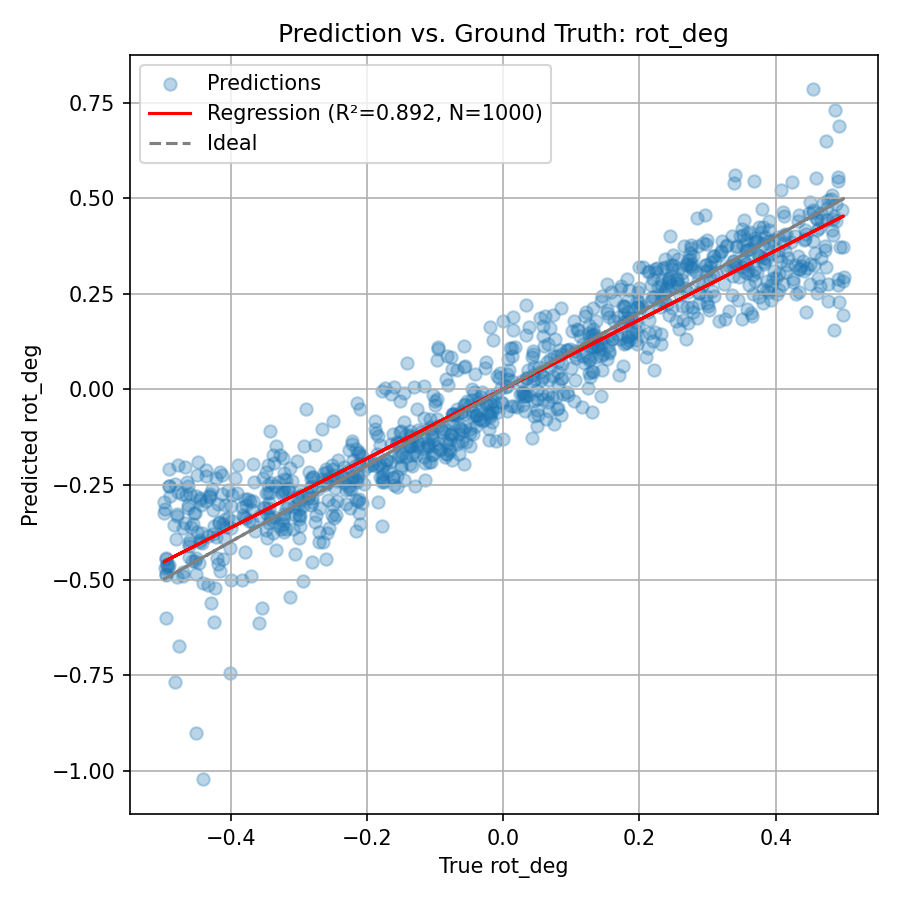 Prediction vs. Ground Truth: rot_deg
Predictions
Regression (R²=0.892, N=1000)
Ideal
Predicted rot_deg
0.75
0.50
0.25
0.00
−0.25
−0.50
−0.75
−1.00
−0.4 −0.2 0.0 0.2 0.4
True rot_deg